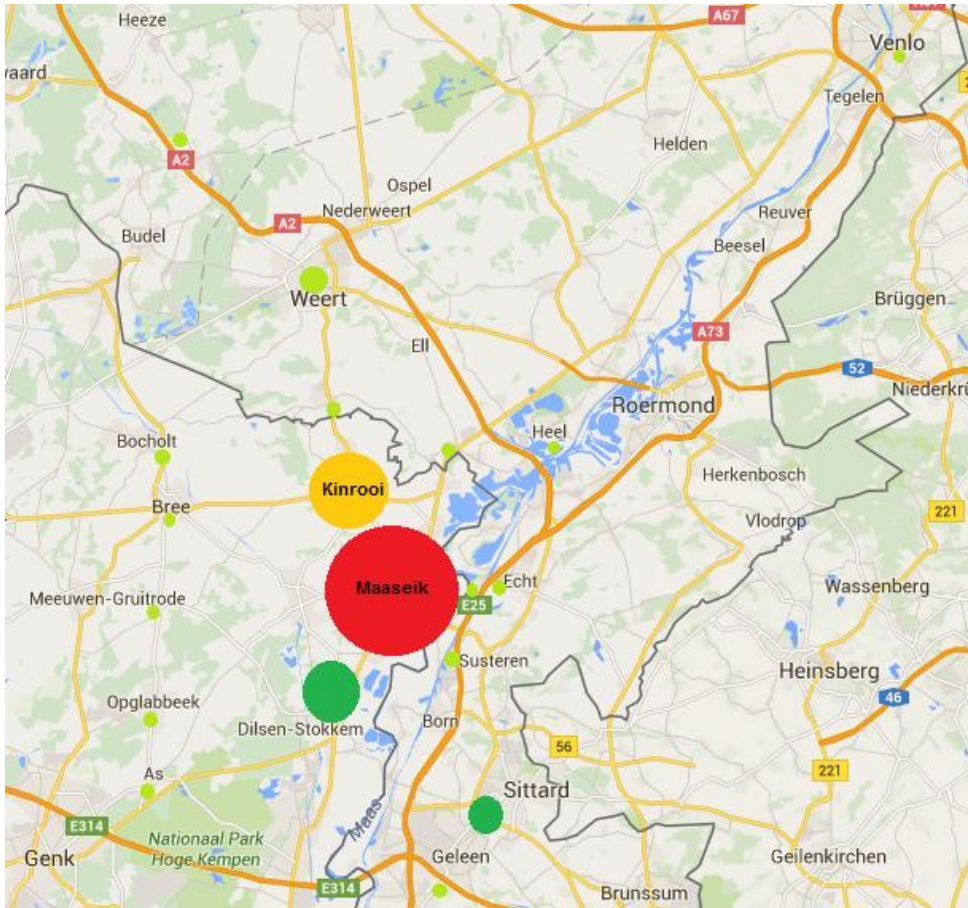 Heeze
A67
Venlo
Tegelen
Helden
A2
Ospel
Nederweert
A2
Reuver
Budel
Beesel
Weert
Brüggen
A73
Ell
52
Roermond
Bocholt
Heel
Herkenbosch
Kinrooi
Bree
221
Vlodrop
Echt
Maaseik
Wassenberg
Meeuwen-Gruitrode
E25
Susteren
Heinsberg
46
Opglabbeek
Born
Dilsen-Stokkem
56
221
As
Sittard
Maas
E314
Nationaal Park
Hoge Kempen
Genk
Geleen
Geilenkirchen
E314
Brunssum